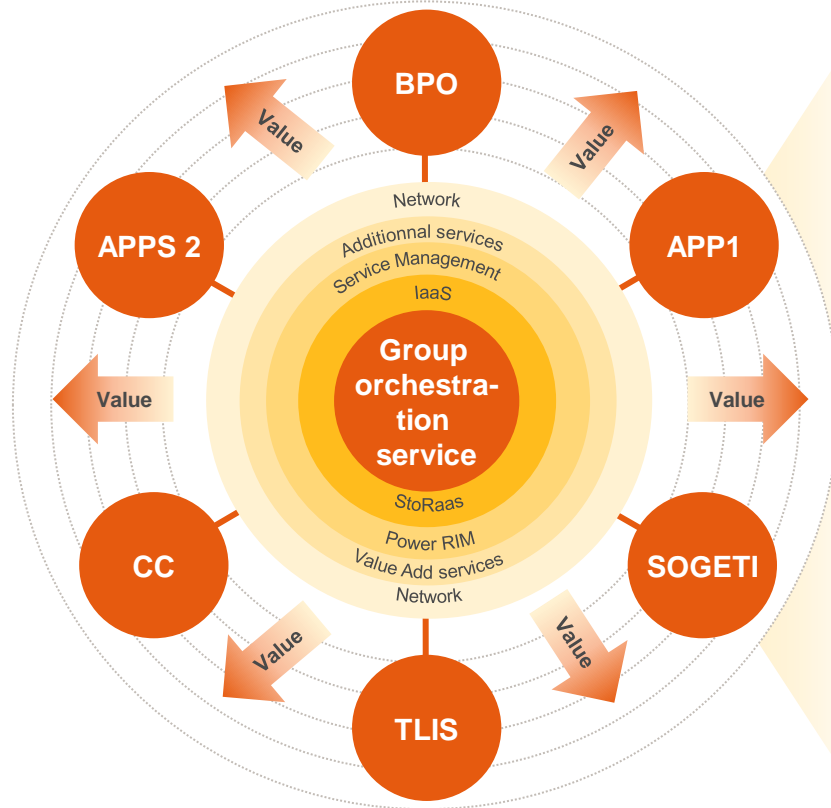 BPO
Value
Value
Network
APPS 2
Additionnal services
APP1
Service Management
IaaS
Group
orchestra-
tion
service
Value
Value
StoRaas
Power RIM
CC
Value Add services
SOGETI
Network
Value
Value
TLIS